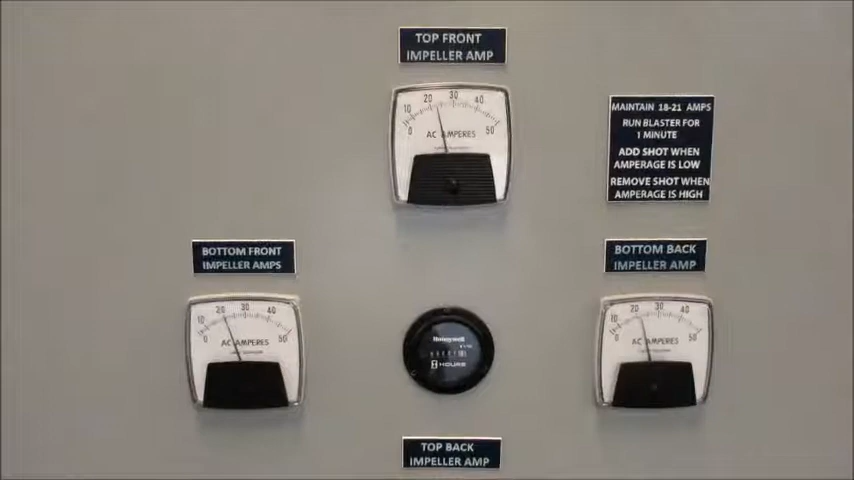 TOP FRONT
IMPELLER AMP
10 20 30 40
0 50
AC AMPERES
MAINTAIN 18-21 AMPS
RUN BLASTER FOR
1 MINUTE
ADD SHOT WHEN
AMPERAGE IS LOW
REMOVE SHOT WHEN
AMPERAGE IS HIGH
BOTTOM FRONT
IMPELLER AMPS
10 20 30 40
0 50
AC AMPERES
Honeywell
HOURS
BOTTOM BACK
IMPELLER AMP
10 20 30 40
0 50
AC AMPERES
TOP BACK
IMPELLER AMP